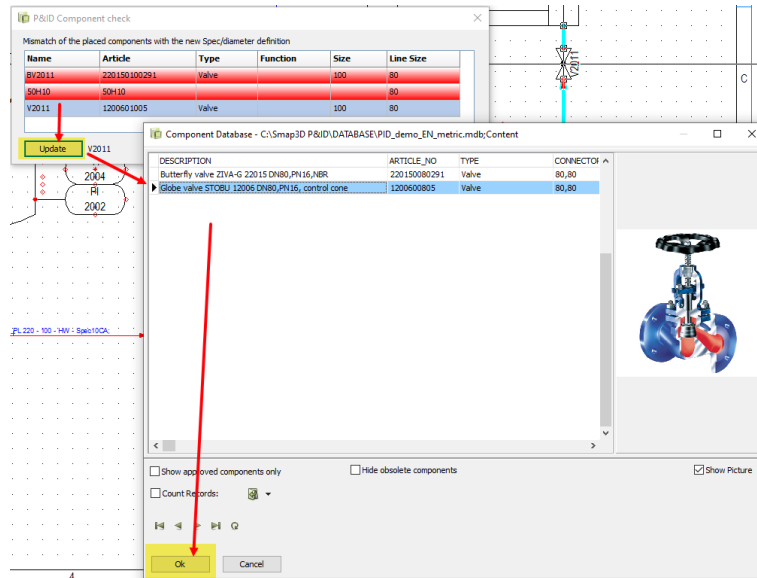 P&ID Component check
Mismatch of the placed components with the new Spec/diameter definition
Name Article Type Function Size Line Size
BV2011 220150100291 Valve 100 80
50H10 50H10 80
V2011 1200601005 Valve 100 80
Update V2011
V2011
C
Component Database - C:\Smap3D P&ID\DATABASE\PID_demo_EN_metric.mdb;Content
DESCRIPTION ARTICLE_NO TYPE CONNECTOR
Butterfly valve ZIVA-G 22015 DN80,PN16,NBR 220150080291 Valve 80,80
Globe valve STOBU 12006 DN80,PN16, control cone 1200600805 Valve 80,80
2004
PI
2002
PL 220 - 100 - HW - Spec10CA;
Show approved components only
Hide obsolete components
Show Picture
Count Records:
Ok Cancel
4